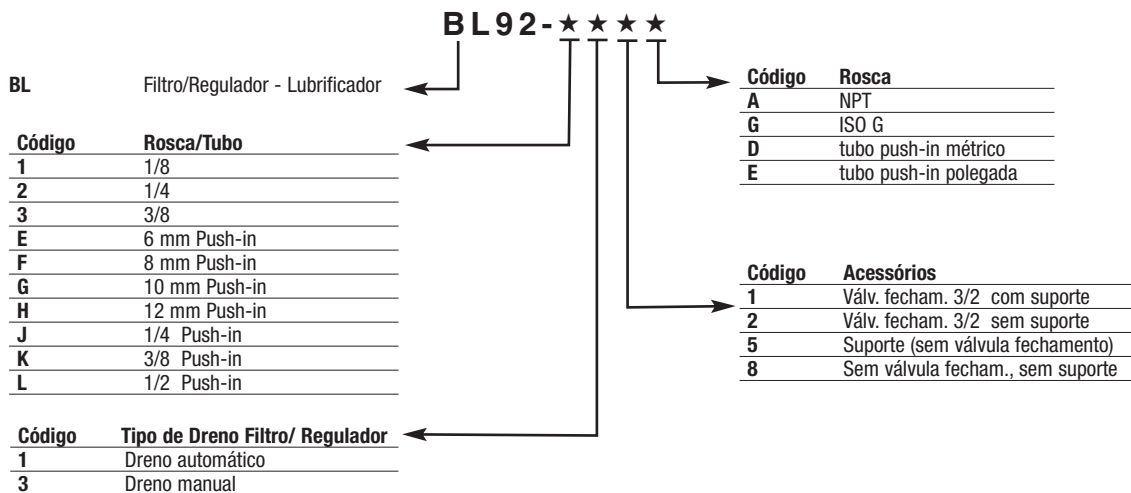 BL92-★★★★
BL Filtro/Regulador - Lubrificador
Código Rosca/Tubo
1 1/8
2 1/4
3 3/8
E 6 mm Push-in
F 8 mm Push-in
G 10 mm Push-in
H 12 mm Push-in
J 1/4 Push-in
K 3/8 Push-in
L 1/2 Push-in
Código Tipo de Dreno Filtro/ Regulador
1 Dreno automático
3 Dreno manual
Código Rosca
A NPT
G ISO G
D tubo push-in métrico
E tubo push-in polegada
Código Acessórios
1 Válv. fecham. 3/2 com suporte
2 Válv. fecham. 3/2 sem suporte
5 Suporte (sem válvula fechamento)
8 Sem válvula fecham., sem suporte